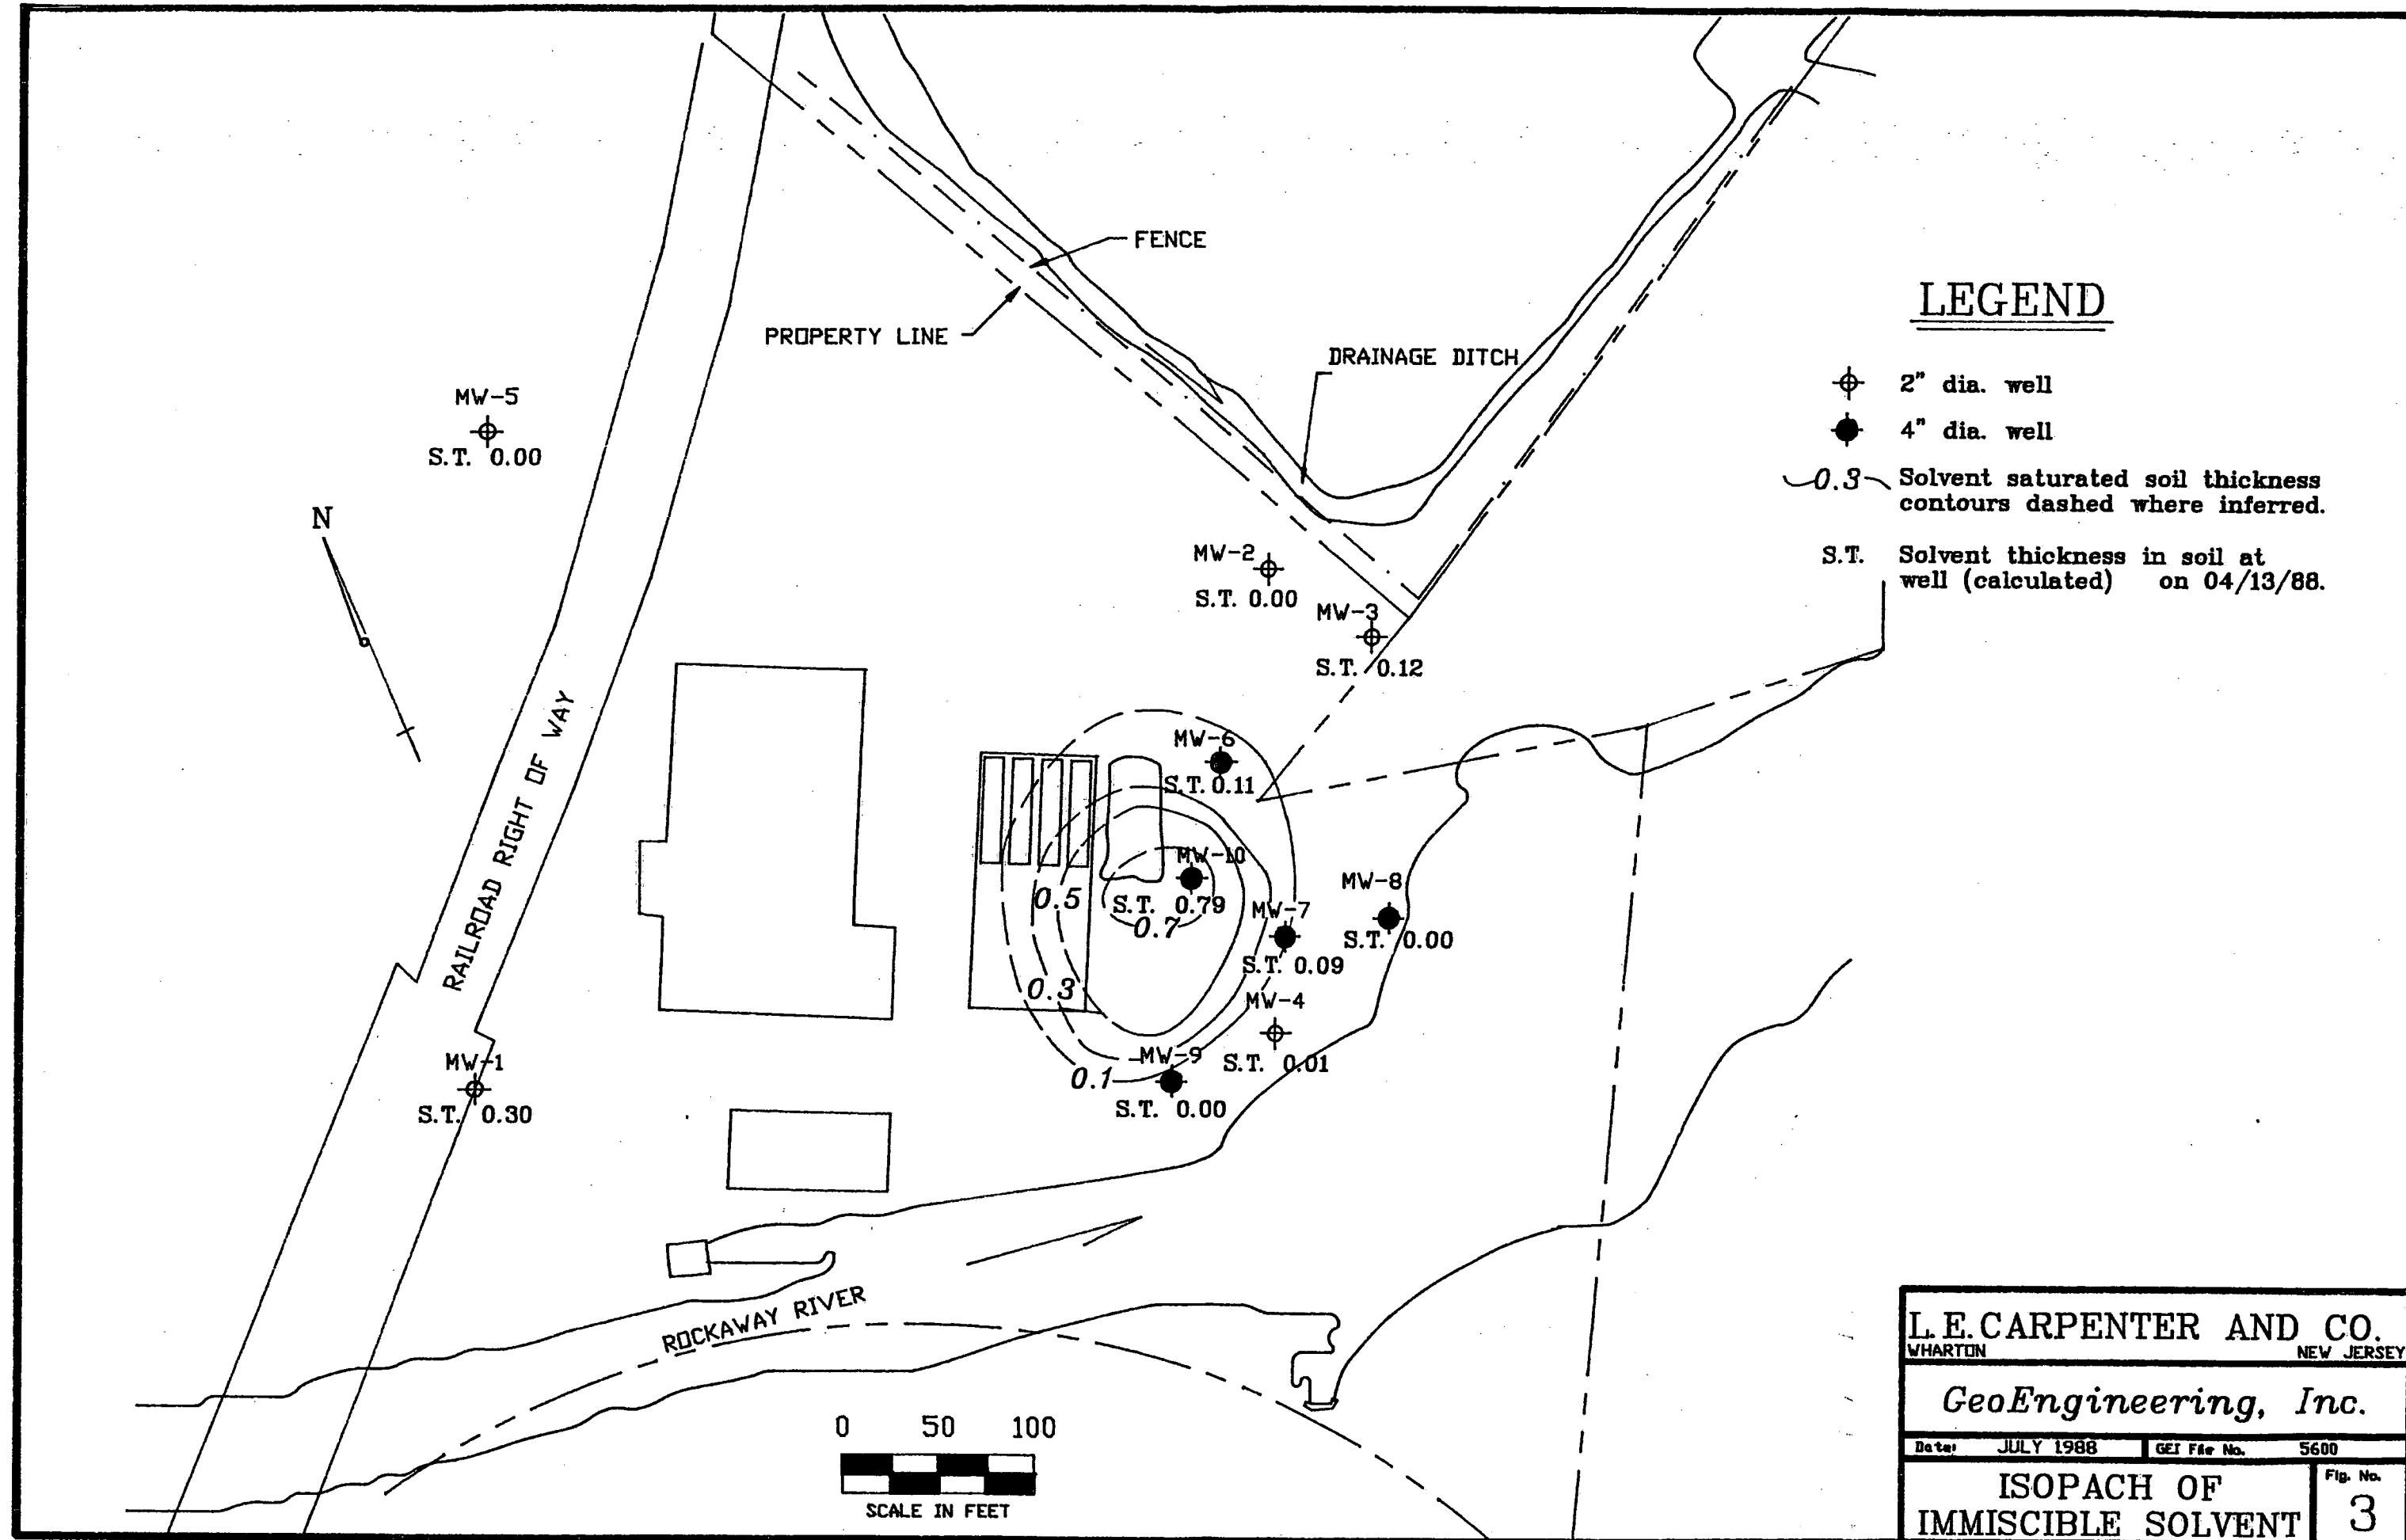 FENCE
PROPERTY LINE
DRAINAGE DITCH
LEGEND
2" dia. well
4" dia. well
0.3 Solvent saturated soil thickness
contours dashed where inferred.
S.T. Solvent thickness in soil at
well (calculated) on 04/13/88.
MW-5
S.T. 0.00
N
MW-2
S.T. 0.00
MW-3
S.T. 0.12
RAILROAD RIGHT OF WAY
MW-6
S.T. 0.11
MW-10
S.T. 0.79
0.7
0.5
0.3
0.1
MW-7
S.T. 0.09
MW-8
S.T. 0.00
MW-4
S.T. 0.01
MW-9
S.T. 0.00
MW-1
S.T. 0.30
ROCKAWAY RIVER
0 50 100
SCALE IN FEET
L.E.CARPENTER AND CO.
WHARTON NEW JERSEY
GeoEngineering, Inc.
Date: JULY 1988 GEI File No. 5600
ISOPACH OF
IMMISCIBLE SOLVENT
Fig. No.
3